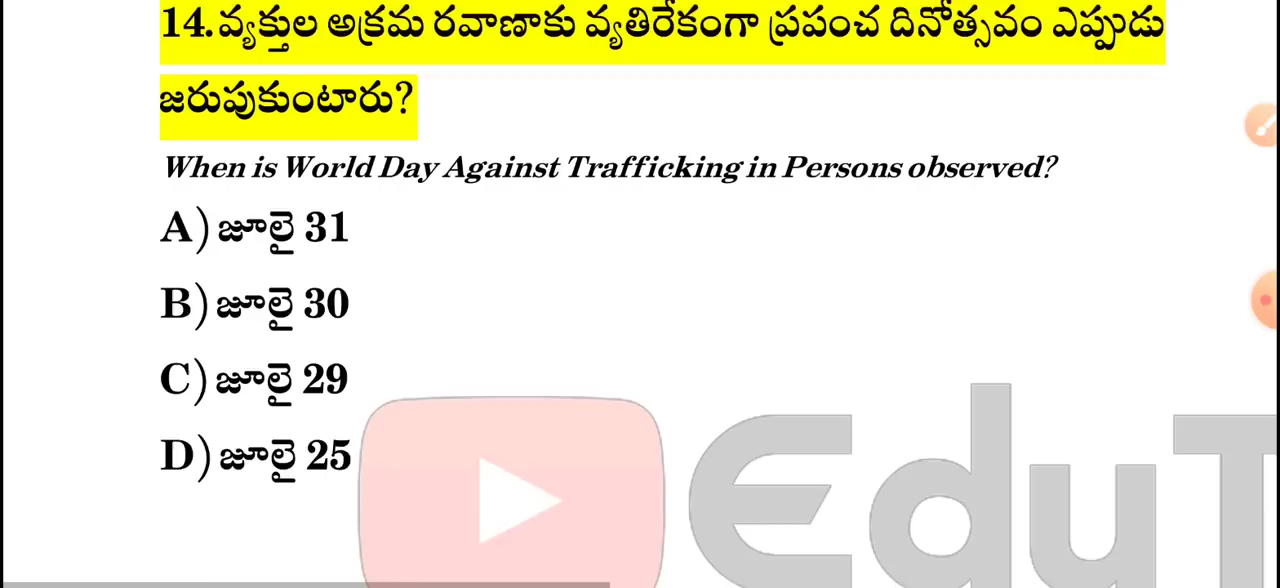 14.వ్యక్తుల అక్రమ రవాణాకు వ్యతిరేకంగా ప్రపంచ దినోత్సవం ఎప్పుడు
జరుపుకుంటారు?
When is World Day Against Trafficking in Persons observed?
A) జూలై 31
B) జూలై 30
C) జూలై 29
D) జూలై 25
EduT